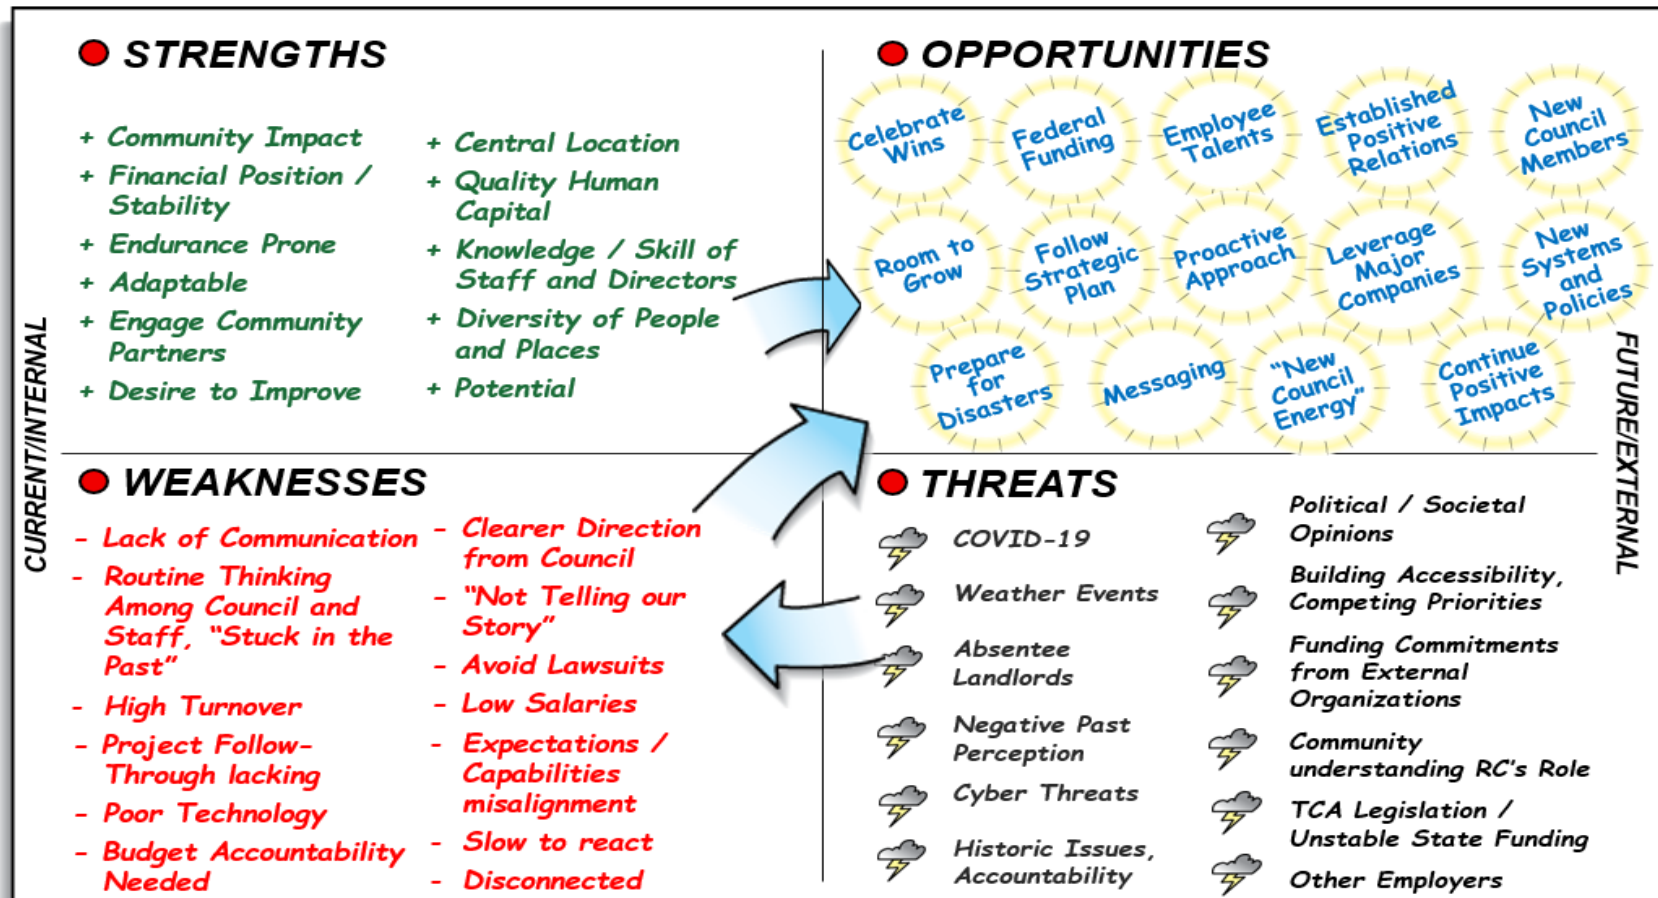 STRENGTHS
+ Community Impact
+ Financial Position /
Stability
+ Endurance Prone
+ Adaptable
+ Engage Community
Partners
+ Desire to Improve
+ Central Location
+ Quality Human
Capital
+ Knowledge / Skill of
Staff and Directors
+ Diversity of People
and Places
+ Potential
OPPORTUNITIES
Celebrate
Wins
Federal
Funding
Employee
Talents
Established
Positive
Relations
New
Council
Members
Room to
Grow
Follow
Strategic
Plan
Proactive
Approach
Leverage
Major
Companies
New
Systems
and
Policies
Prepare
for
Disasters
Messaging
“New
Council
Energy”
Continue
Positive
Impacts
CURRENT/INTERNAL
FUTURE/EXTERNAL
WEAKNESSES
- Lack of Communication
- Routine Thinking
Among Council and
Staff, “Stuck in the
Past”
- High Turnover
- Project Follow-
Through lacking
- Poor Technology
- Budget Accountability
Needed
- Clearer Direction
from Council
- “Not Telling our
Story”
- Avoid Lawsuits
- Low Salaries
- Expectations /
Capabilities
misalignment
- Slow to react
- Disconnected
THREATS
COVID-19
Weather Events
Absentee
Landlords
Negative Past
Perception
Cyber Threats
Historic Issues,
Accountability
Political / Societal
Opinions
Building Accessibility,
Competing Priorities
Funding Commitments
from External
Organizations
Community
understanding RC's Role
TCA Legislation /
Unstable State Funding
Other Employers